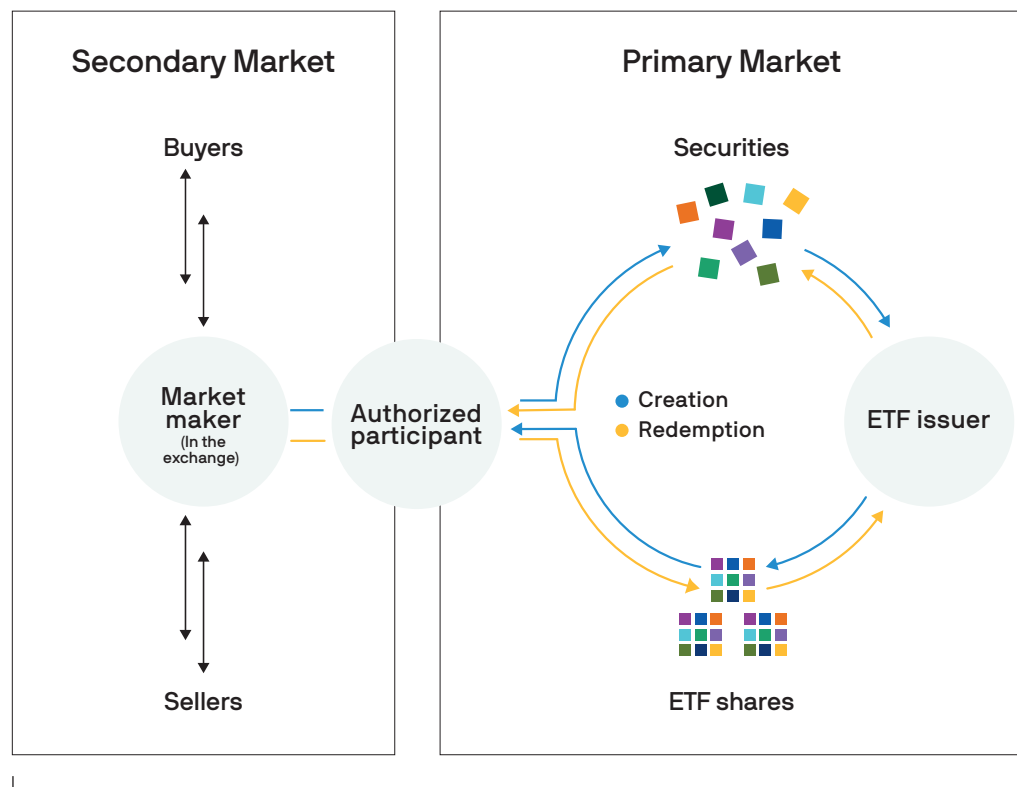 Secondary Market
Buyers
Market
maker
(In the
exchange)
Sellers
Authorized
participant
Primary Market
Securities
Creation
Redemption
ETF issuer
ETF shares